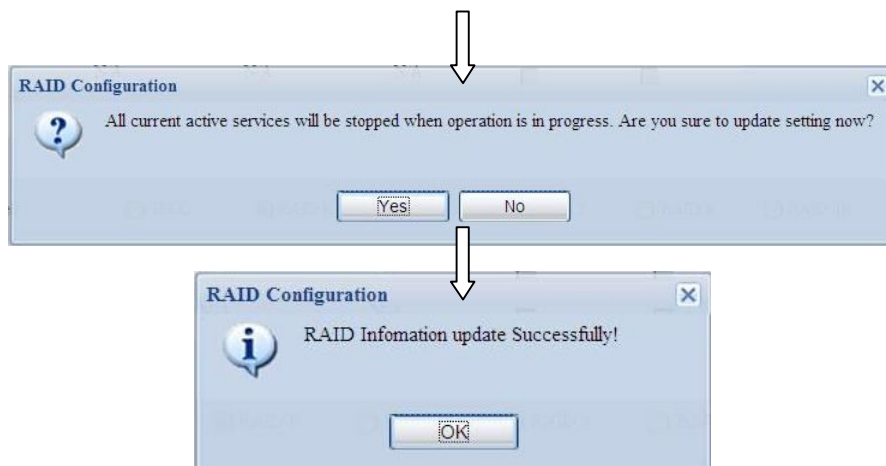 RAID Configuration
All current active services will be stopped when operation is in progress. Are you sure to update setting now?
Yes
No
RAID Configuration
RAID Infomation update Successfully!
OK